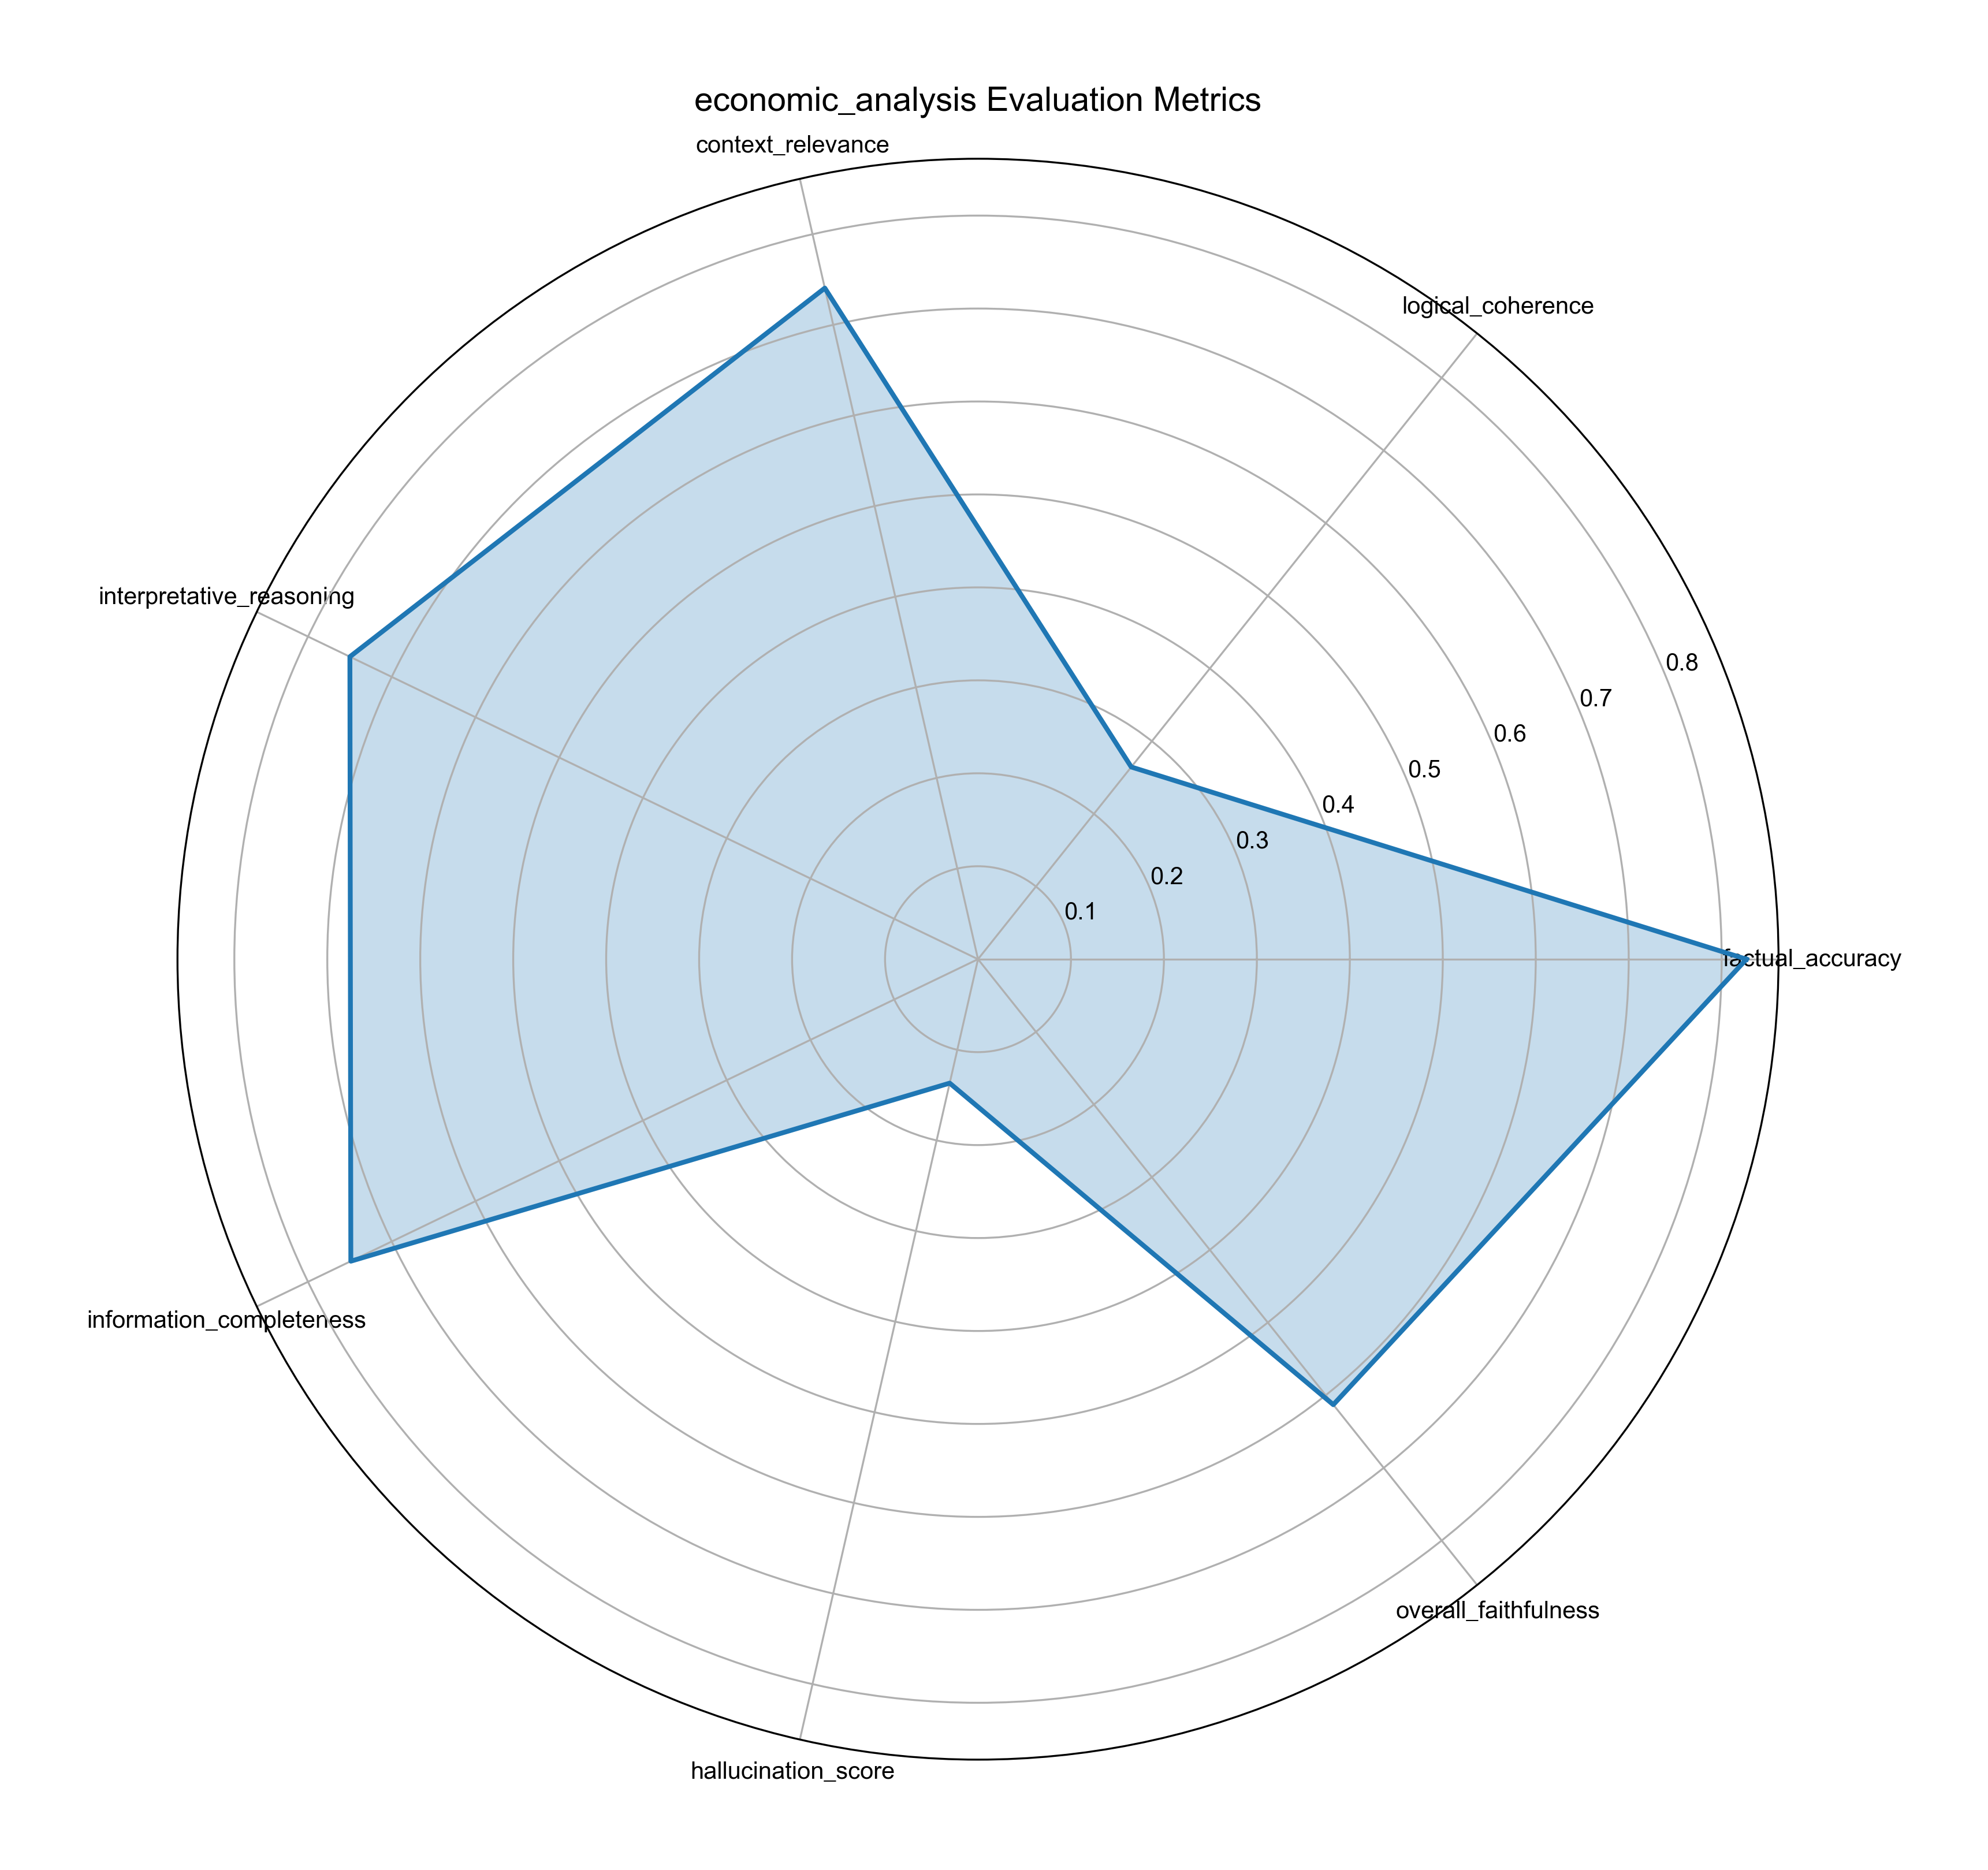 economic_analysis Evaluation Metrics
context_relevance
logical_coherence
interpretative_reasoning
0.8
0.7
0.6
0.5
0.4
0.3
0.2
0.1
factual_accuracy
information_completeness
overall_faithfulness
hallucination_score